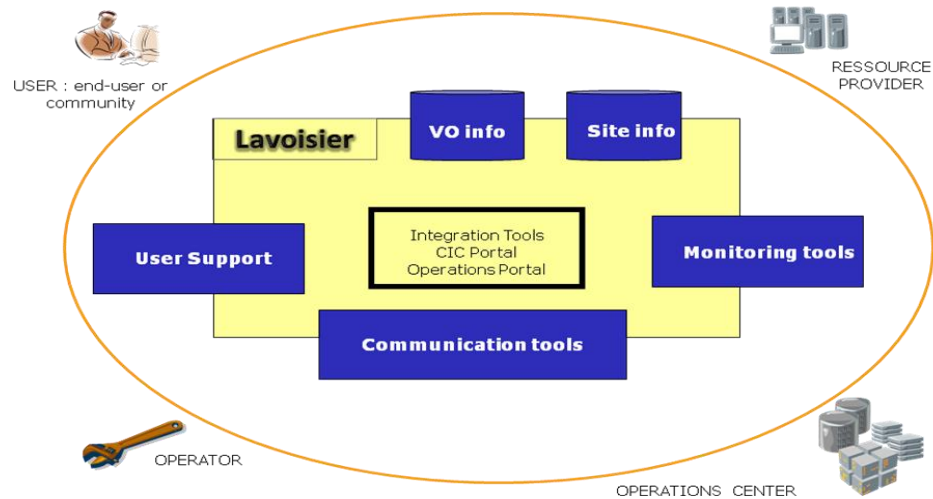 USER : end-user or
community
RESSOURCE
PROVIDER
Lavoisier
VO info
Site info
User Support
Integration Tools
CIC Portal
Operations Portal
Monitoring tools
Communication tools
OPERATOR
OPERATIONS CENTER